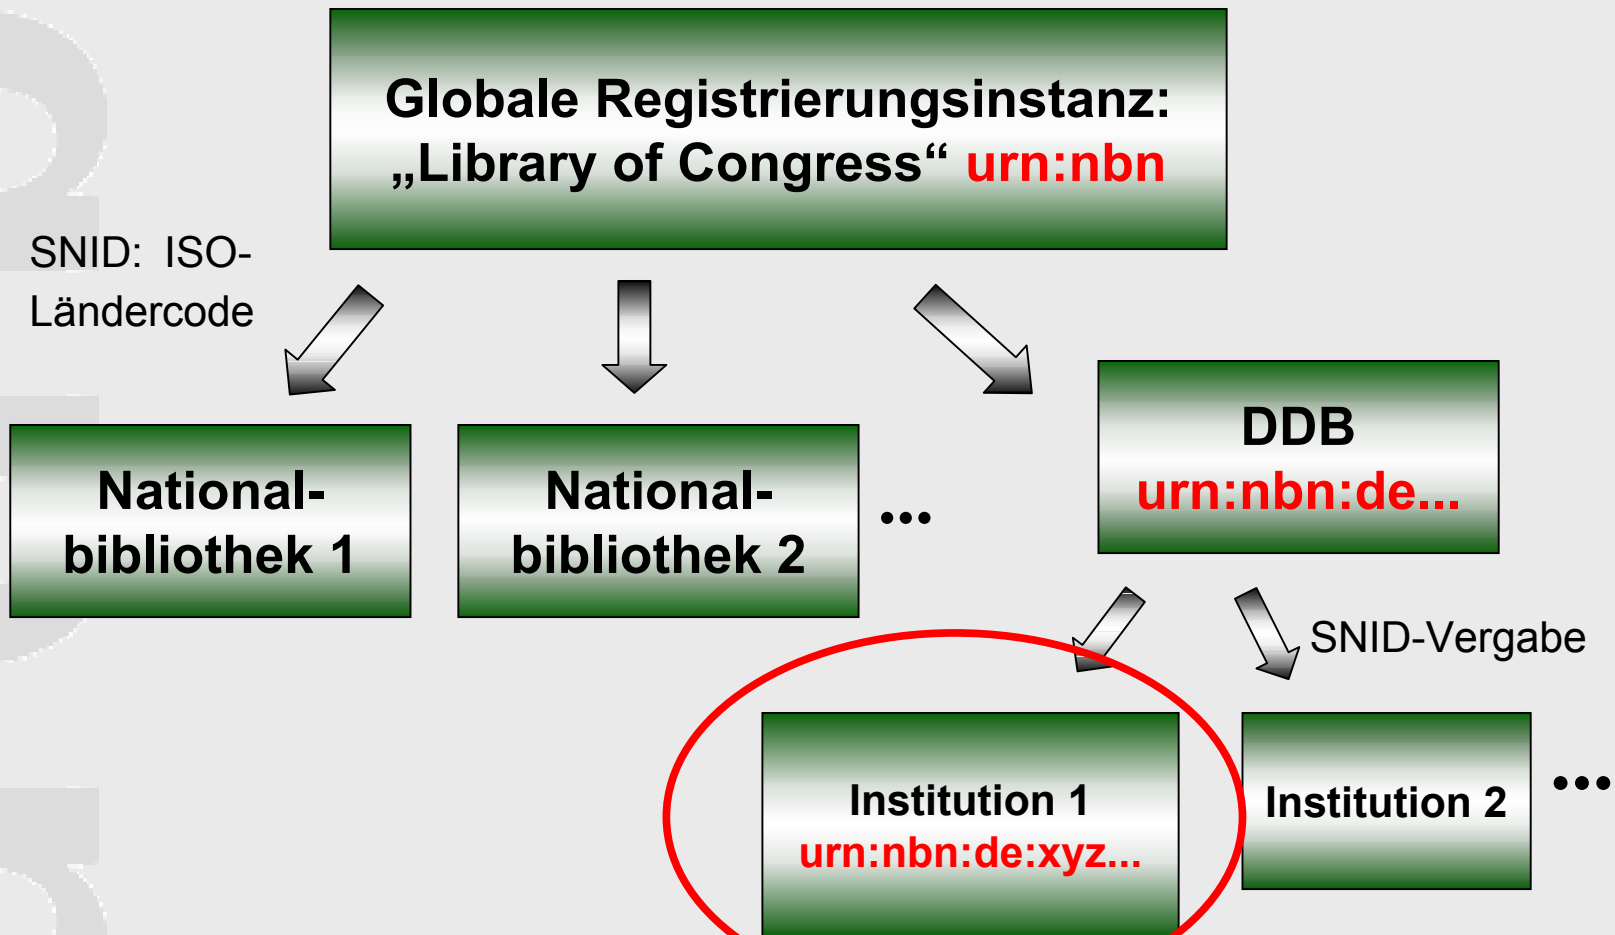 Globale Registrierungsinstanz:
„Library of Congress“ urn:nbn
SNID: ISO-
Ländercode
National-
bibliothek 1
National-
bibliothek 2
...
DDB
urn:nbn:de...
SNID-Vergabe
Institution 1
urn:nbn:de:xyz...
Institution 2
...